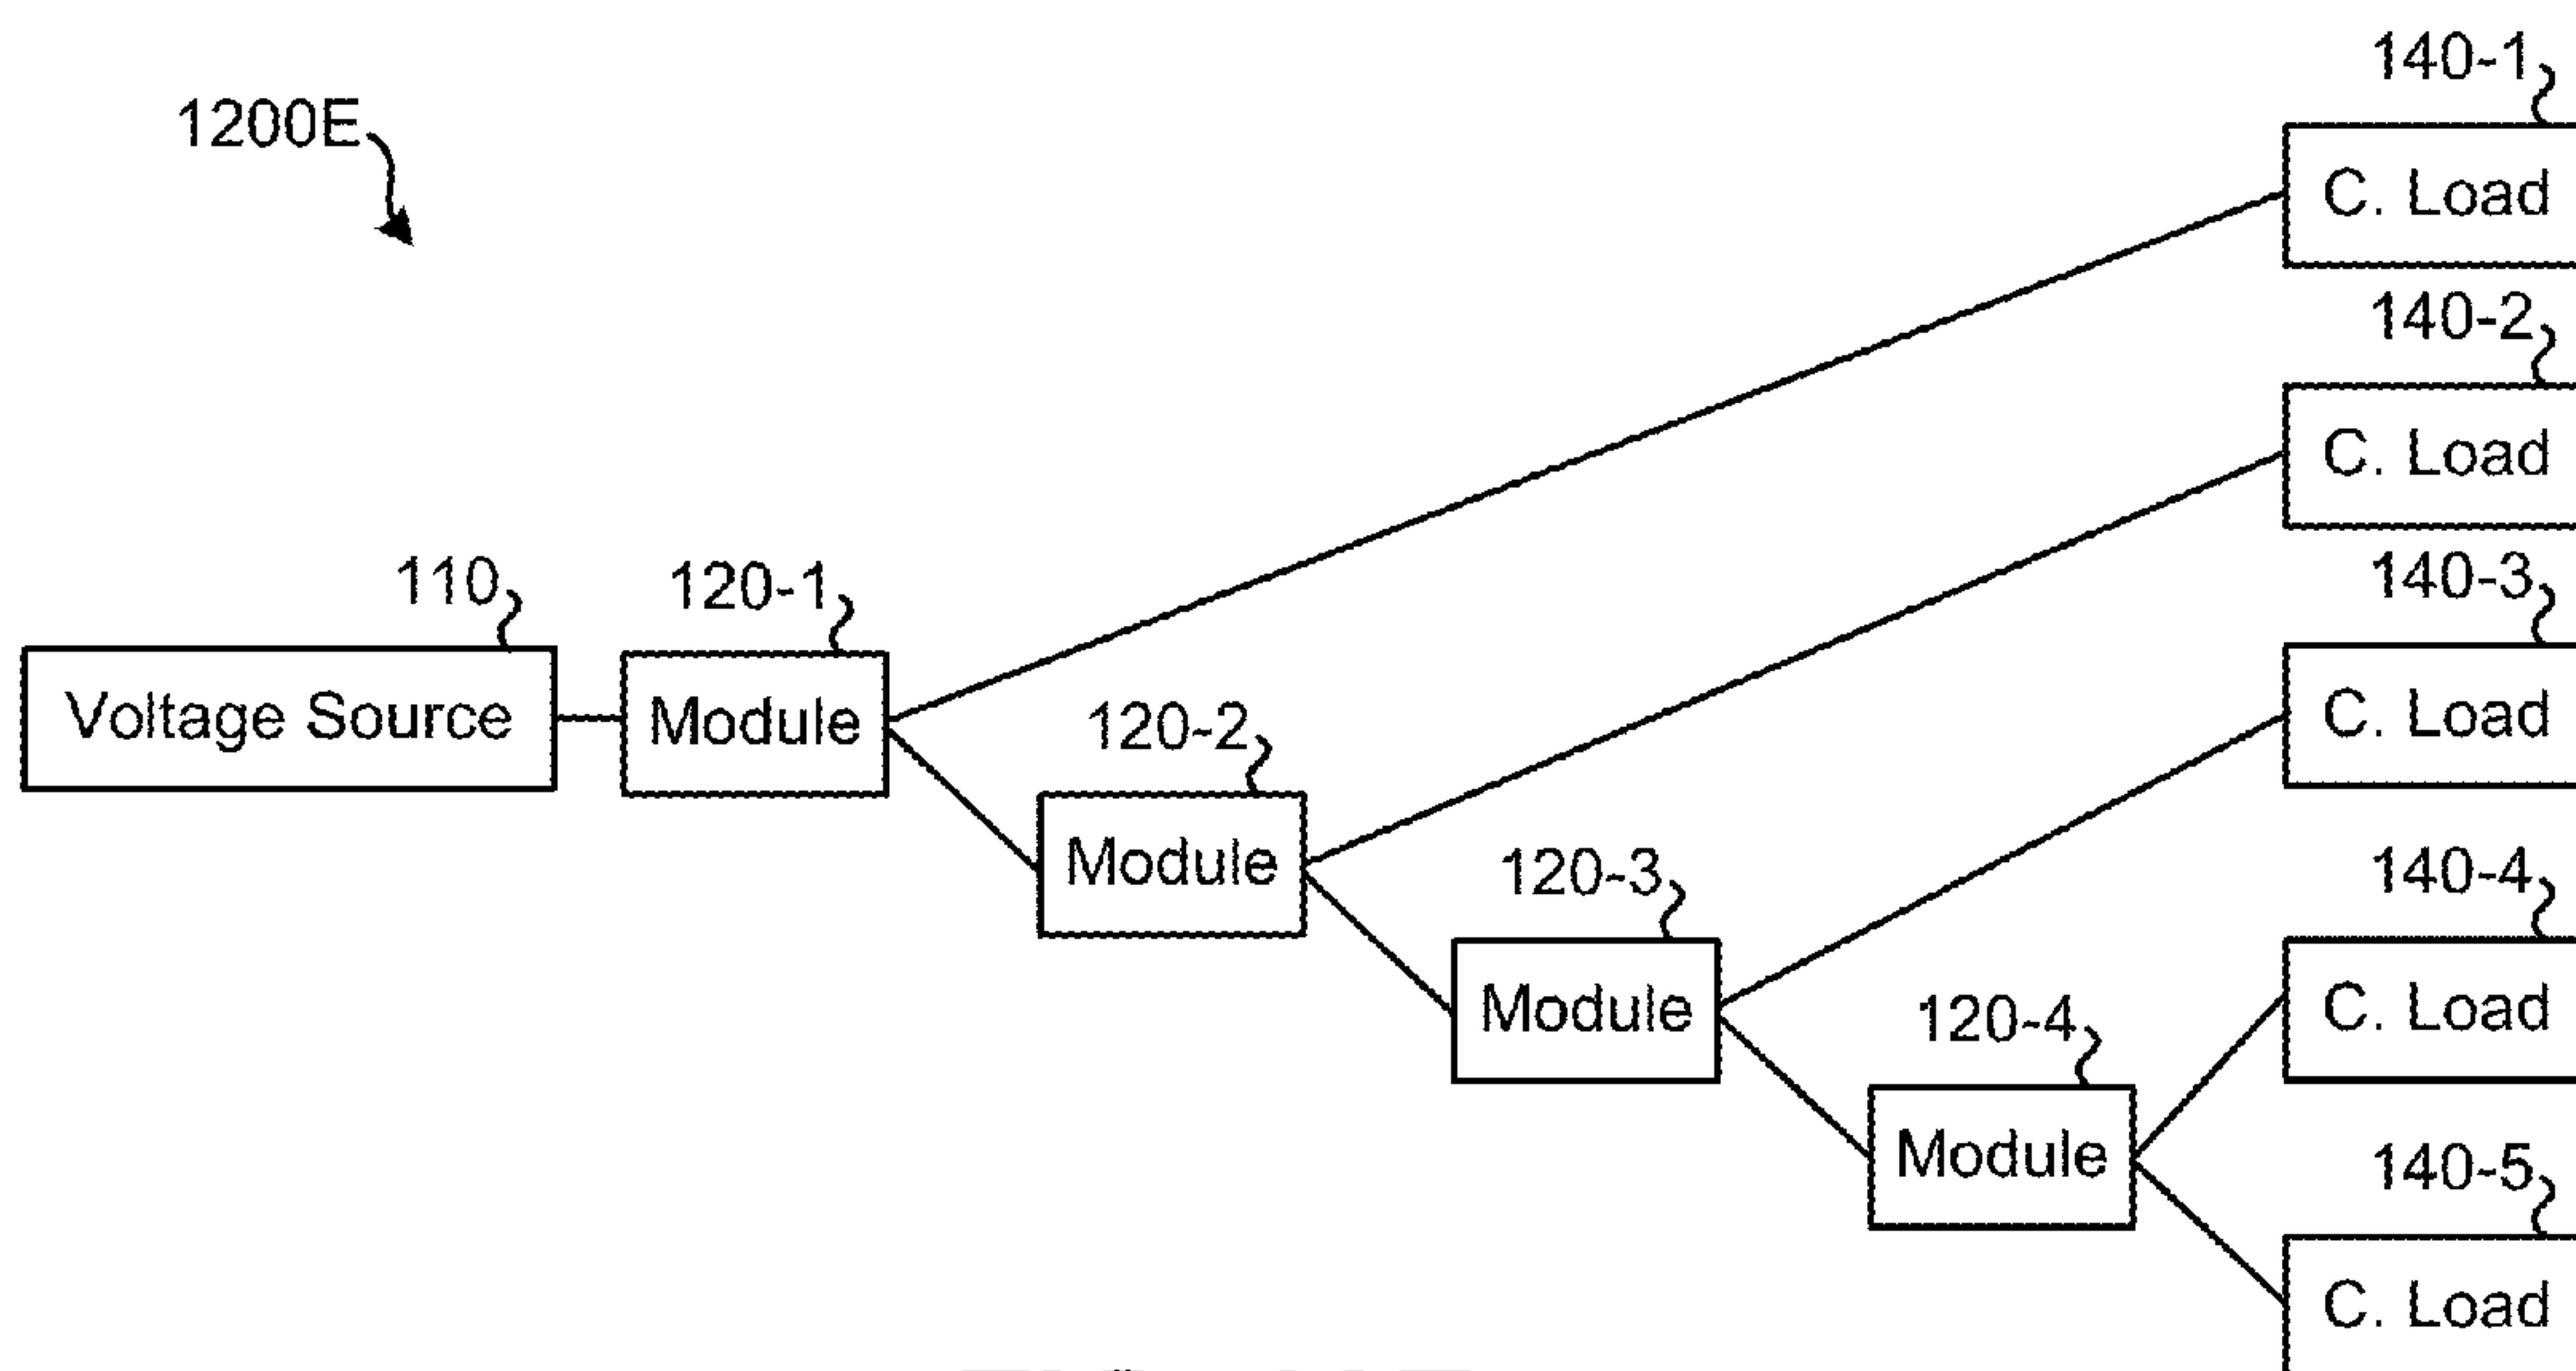 140-1
1200E
C. Load
140-2
C. Load
110
120-1
140-3
Voltage Source
Module
120-2
C. Load
Module
120-3
140-4
Module
120-4
C. Load
Module
140-5
C. Load